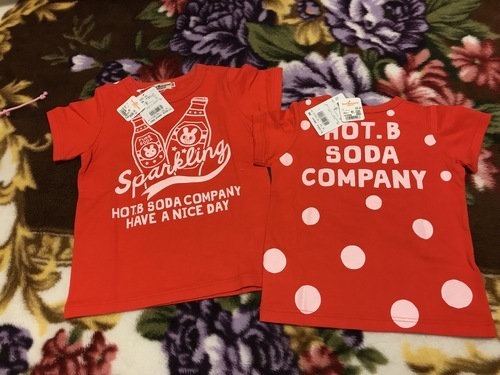 Sparkling
HOT.B SODA COMPANY
HAVE A NICE DAY
HOT.B
SODA
COMPANY